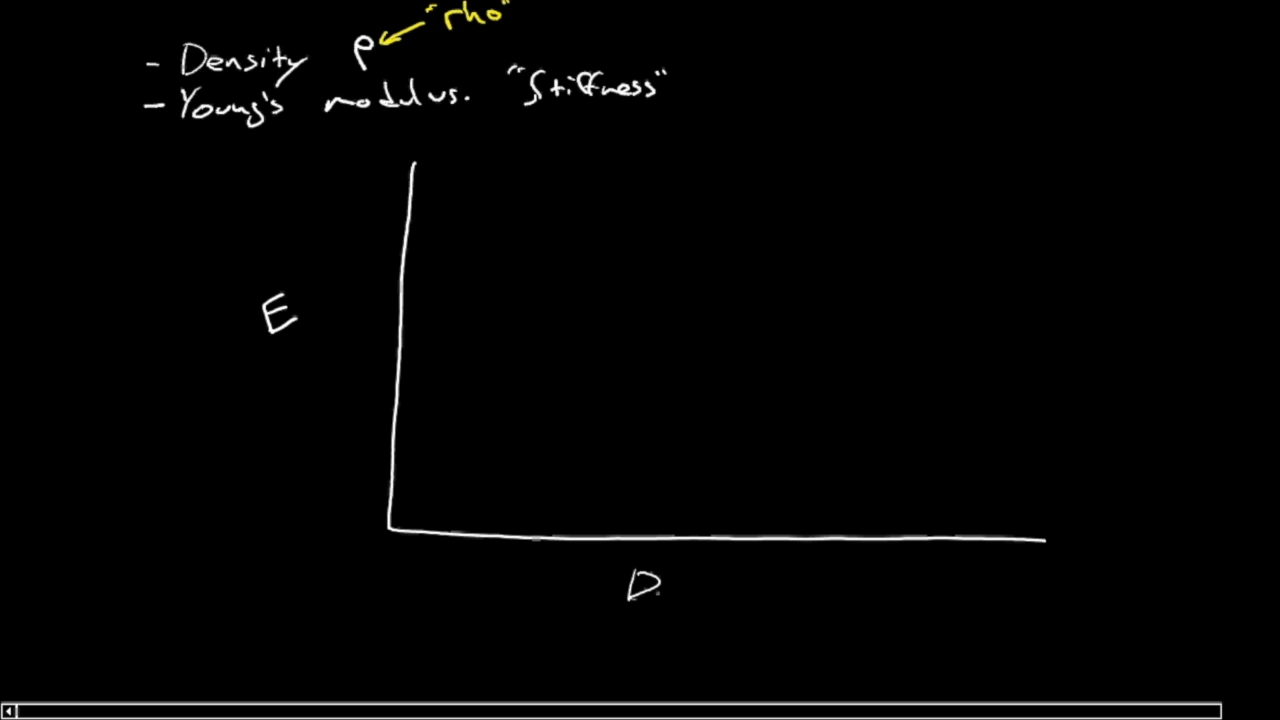 "rho"
- Density ρ
- Young's modulus. "Stiffness"
E
D